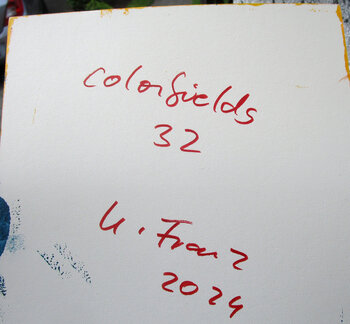 colorfields
32
U. Franz
2024